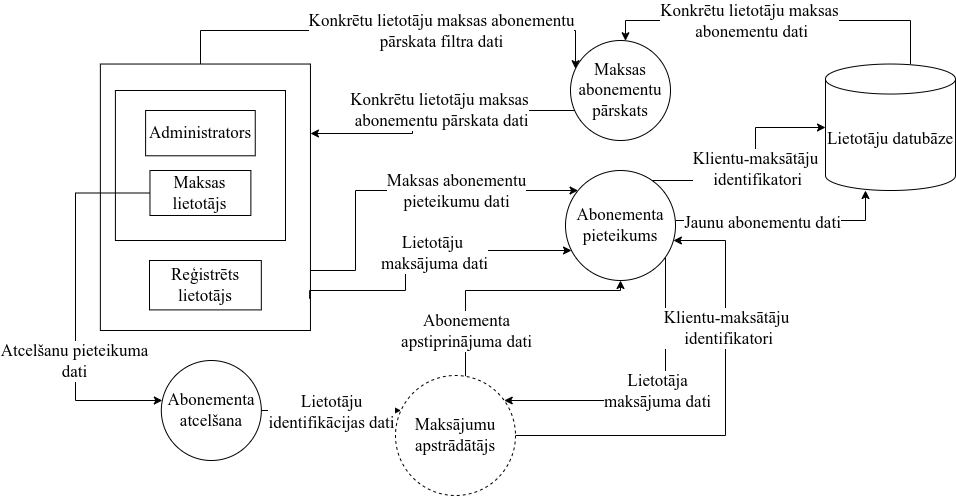 Konkrētu lietotāju maksas abonementu
pārskata filtra dati
Konkrētu lietotāju maksas
abonementu dati
Maksas
abonementu
pārskats
Konkrētu lietotāju maksas
abonementu pārskata dati
Administrators
Lietotāju datubāze
Klientu-maksātāju
identifikatori
Maksas
lietotājs
Maksas abonementu
pieteikumu dati
Abonementa
pieteikums
Jaunu abonementu dati
Lietotāju
maksājuma dati
Reģistrēts
lietotājs
Abonementa
apstiprinājuma dati
Klientu-maksātāju
identifikatori
Atcelšanu pieteikuma
dati
Lietotāja
maksājuma dati
Abonementa
atcelšana
Lietotāju
identifikācijas dati
Maksājumu
apstrādātājs